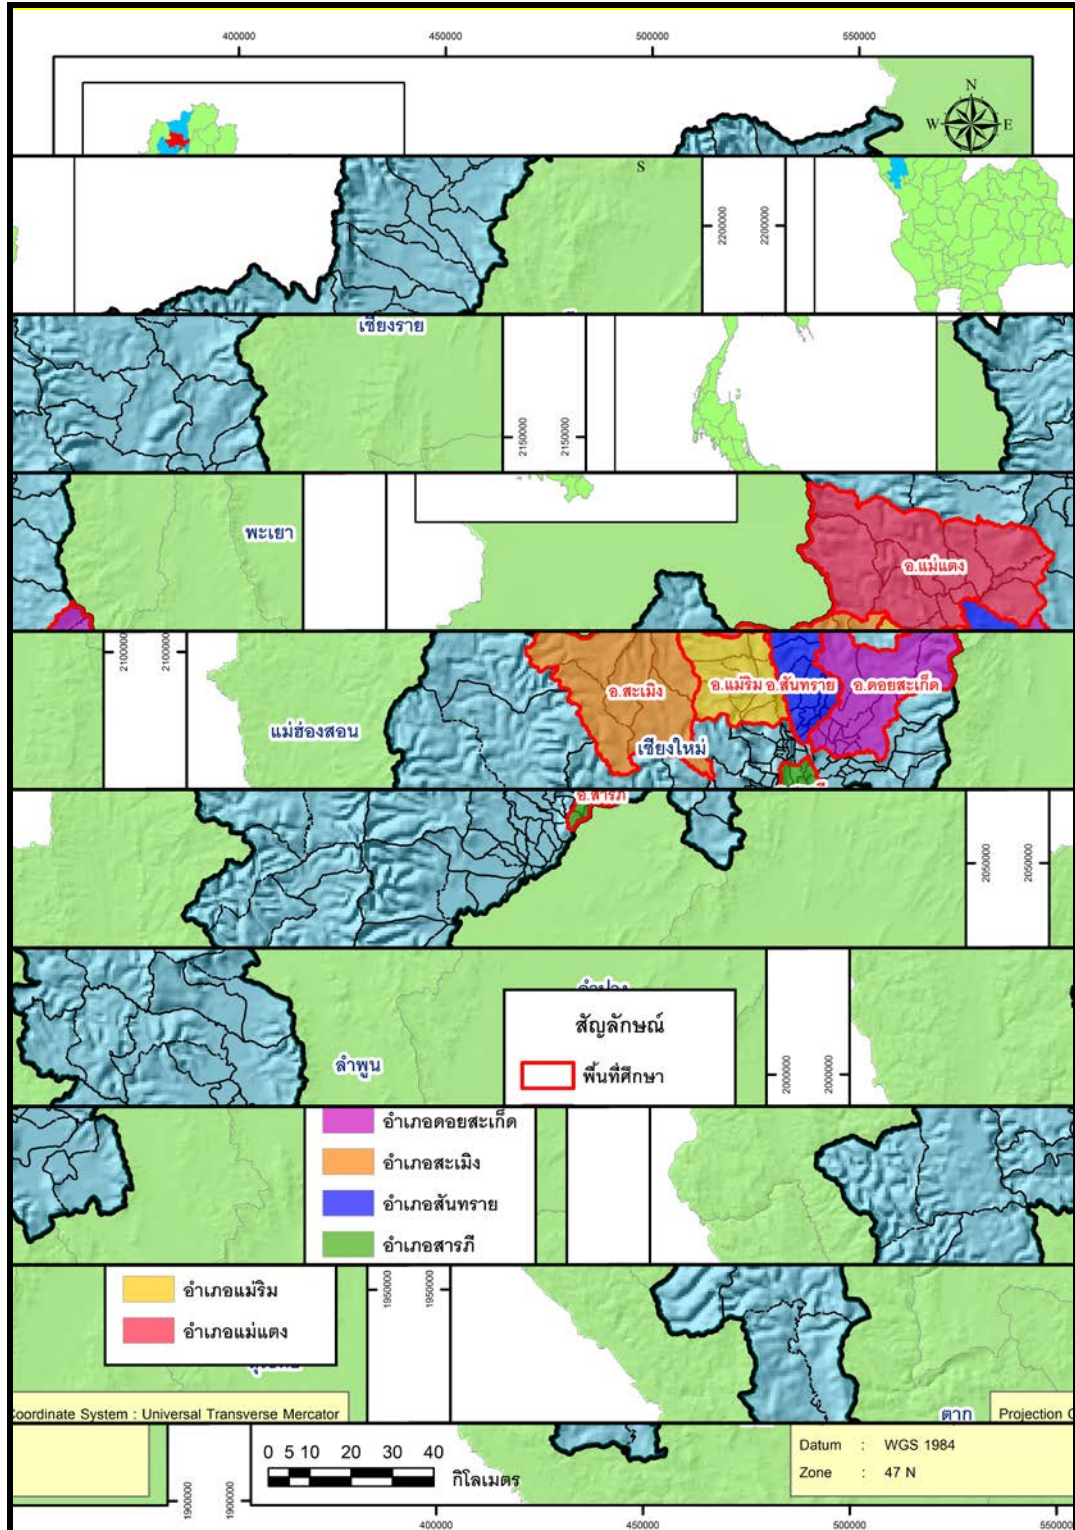 400000 450000 500000 550000
N
W E
S
2200000 2200000
เชียงราย
2150000 2150000
พะเยา
อ.แม่แตง
2100000 2100000
อ.สะเมิง อ.แม่ริม อ.สันทราย อ.ดอยสะเก็ด
แม่ฮ่องสอน
เชียงใหม่
อ.สารภี
2050000 2050000
ลำปาง
สัญลักษณ์
ลำพูน
พื้นที่ศึกษา
2000000 2000000
อำเภอดอยสะเก็ด
อำเภอสะเมิง
อำเภอสันทราย
อำเภอสารภี
อำเภอแม่ริม
1950000 1950000
อำเภอแม่แตง
Coordinate System : Universal Transverse Mercator
ตาก
Projection
0 5 10 20 30 40
กิโลเมตร
Datum : WGS 1984
Zone : 47 N
1900000 1900000
400000 450000 500000 550000